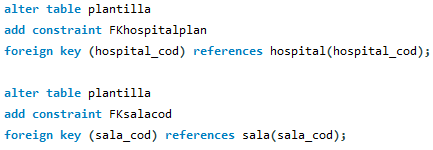 alter table plantilla
add constraint FKhospitalplan
foreign key (hospital_cod) references hospital(hospital_cod);
alter table plantilla
add constraint FKsalacod
foreign key (sala_cod) references sala(sala_cod);